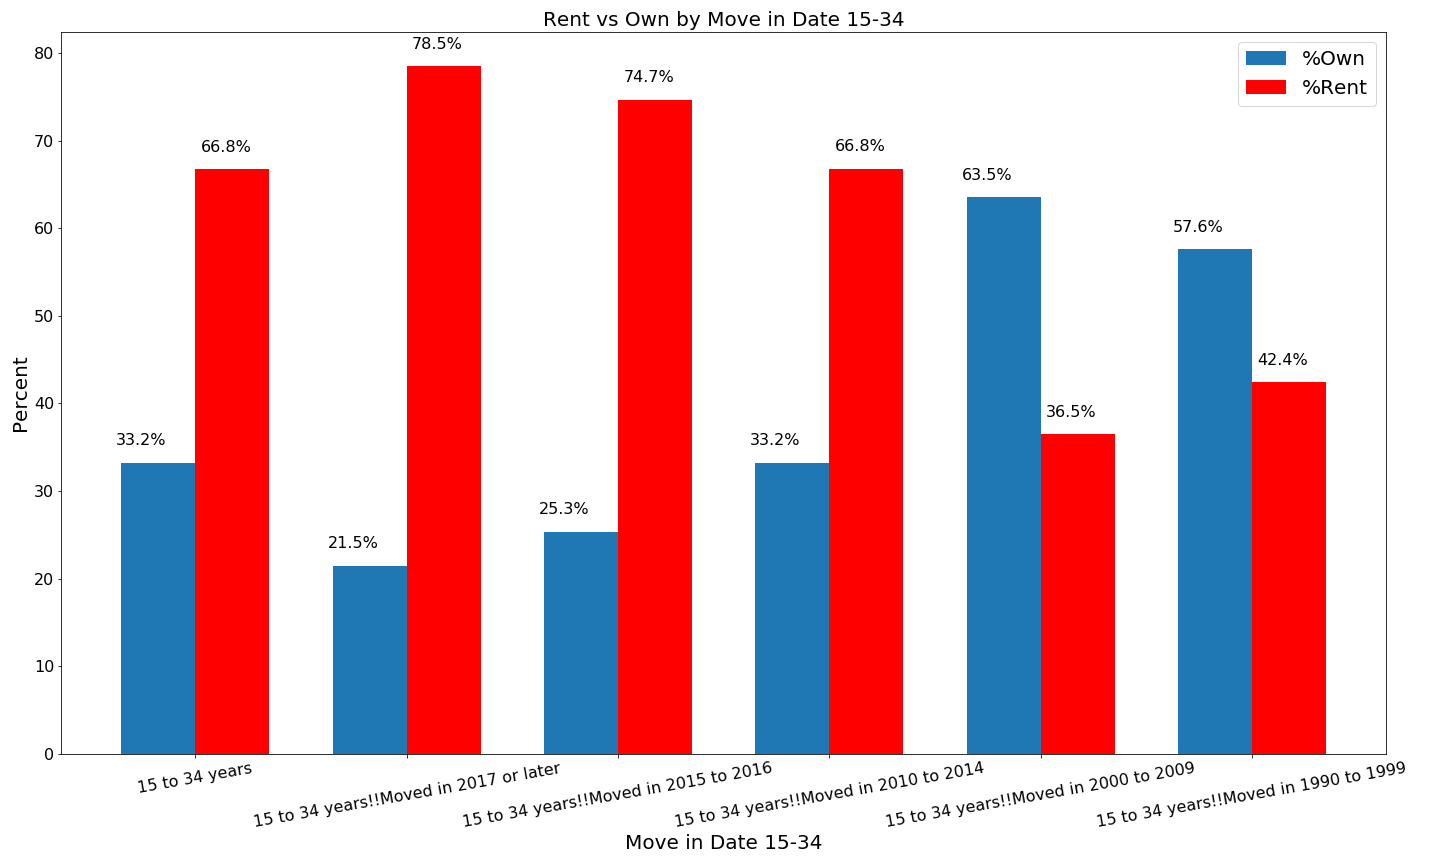 Rent vs Own by Move in Date 15-34
%Own
%Rent
Percent
80
70
60
50
40
30
20
10
0
33.2%
66.8%
21.5%
78.5%
25.3%
74.7%
33.2%
66.8%
63.5%
36.5%
57.6%
42.4%
15 to 34 years
15 to 34 years!!Moved in 2017 or later
15 to 34 years!!Moved in 2015 to 2016
15 to 34 years!!Moved in 2010 to 2014
15 to 34 years!!Moved in 2000 to 2009
15 to 34 years!!Moved in 1990 to 1999
Move in Date 15-34